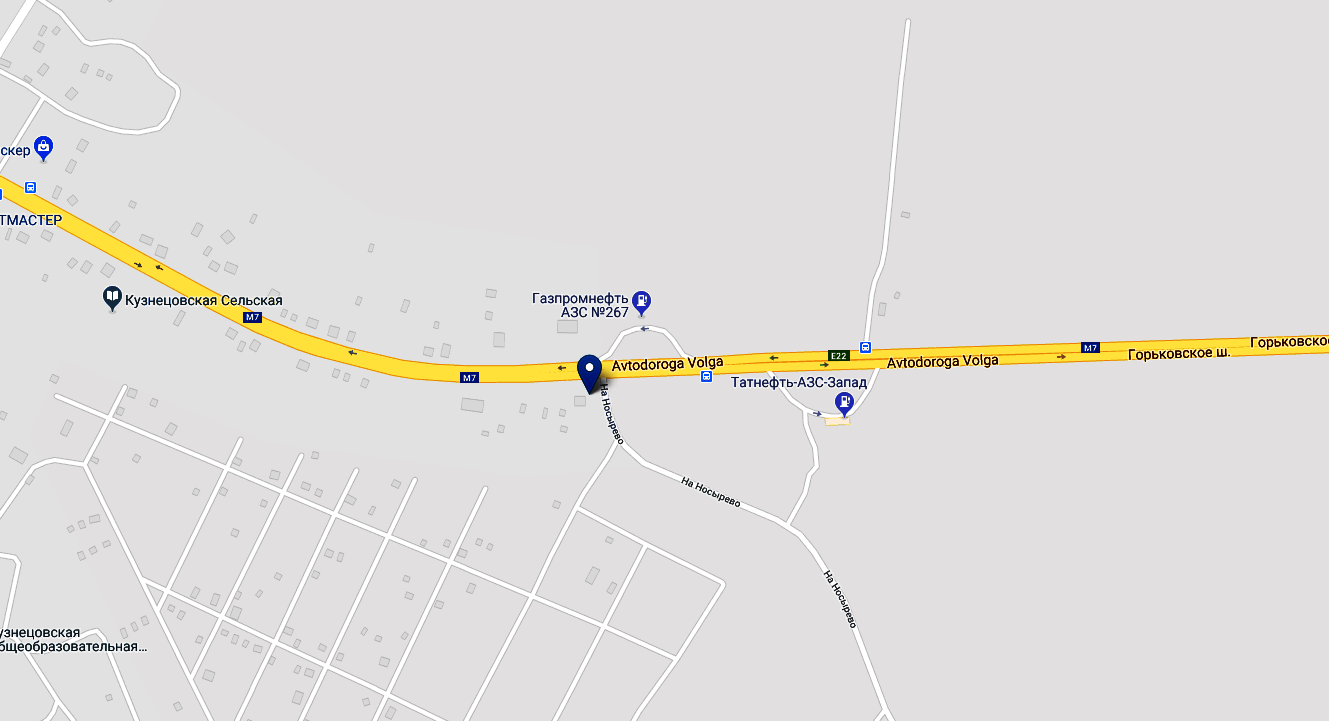 скер
ТМАСТЕР
Кузнецовская Сельская
M7
Газпромнефть
АЗС №267
M7
Avtodoroga Volga
E22
Avtodoroga Volga
M7
Горьковское ш.
Горьковское
Татнефть-АЗС-Запад
На Носырево
На Носырево
На Носырево
узнецовская
бщеобразовательная...